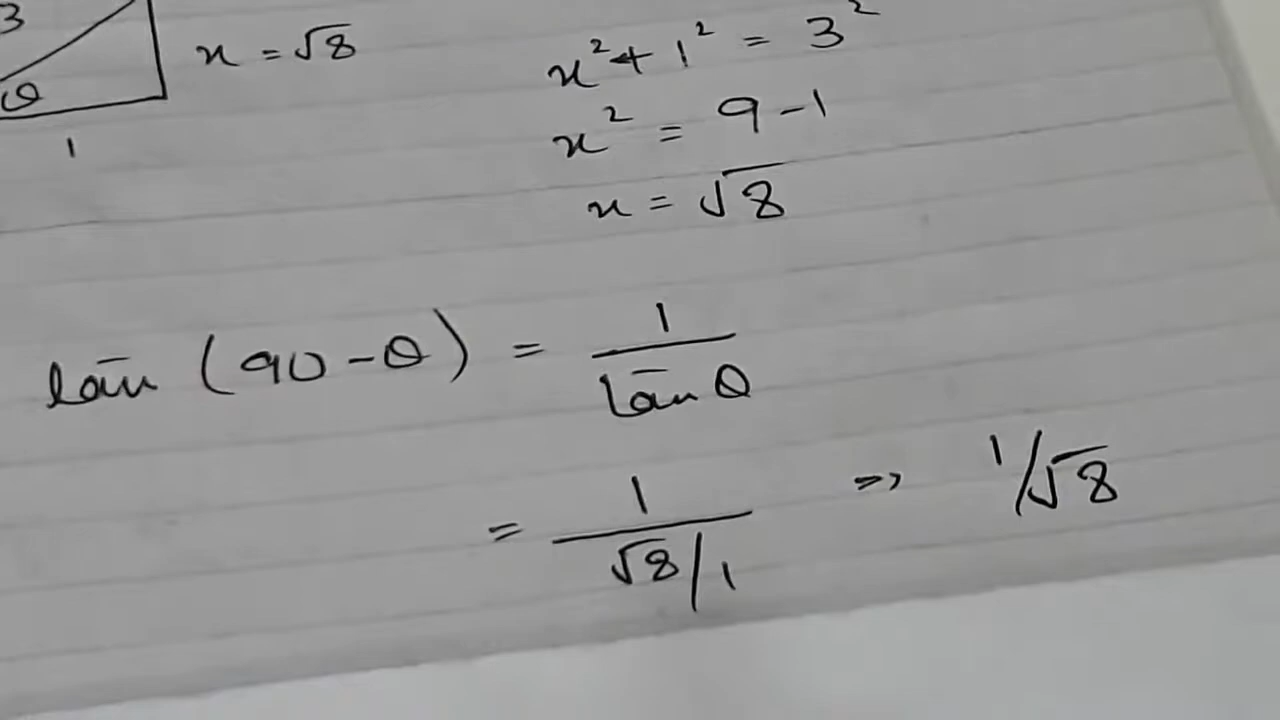 3
x = √8
θ
1
x² + 1² = 3²
x² = 9 - 1
x = √8
tan (90 - θ) = 1 / tan θ
= 1 / √8/1 => 1/√8